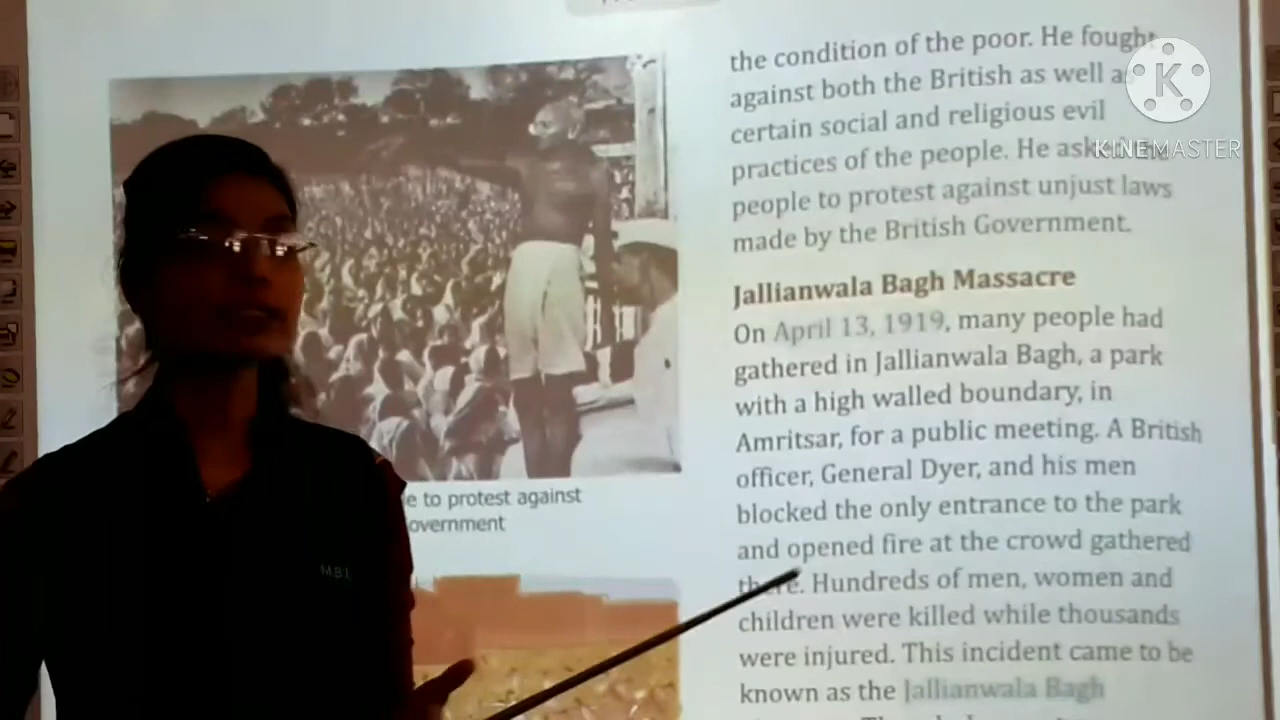 the condition of the poor. He fought
against both the British as well as
certain social and religious evil
practices of the people. He asked the
people to protest against unjust laws
made by the British Government.
Jallianwala Bagh Massacre
On April 13, 1919, many people had
gathered in Jallianwala Bagh, a park
with a high walled boundary, in
Amritsar, for a public meeting. A British
officer, General Dyer, and his men
blocked the only entrance to the park
and opened fire at the crowd gathered
there. Hundreds of men, women and
children were killed while thousands
were injured. This incident came to be
known as the Jallianwala Bagh
e to protest against
overnment
K
KINEMASTER